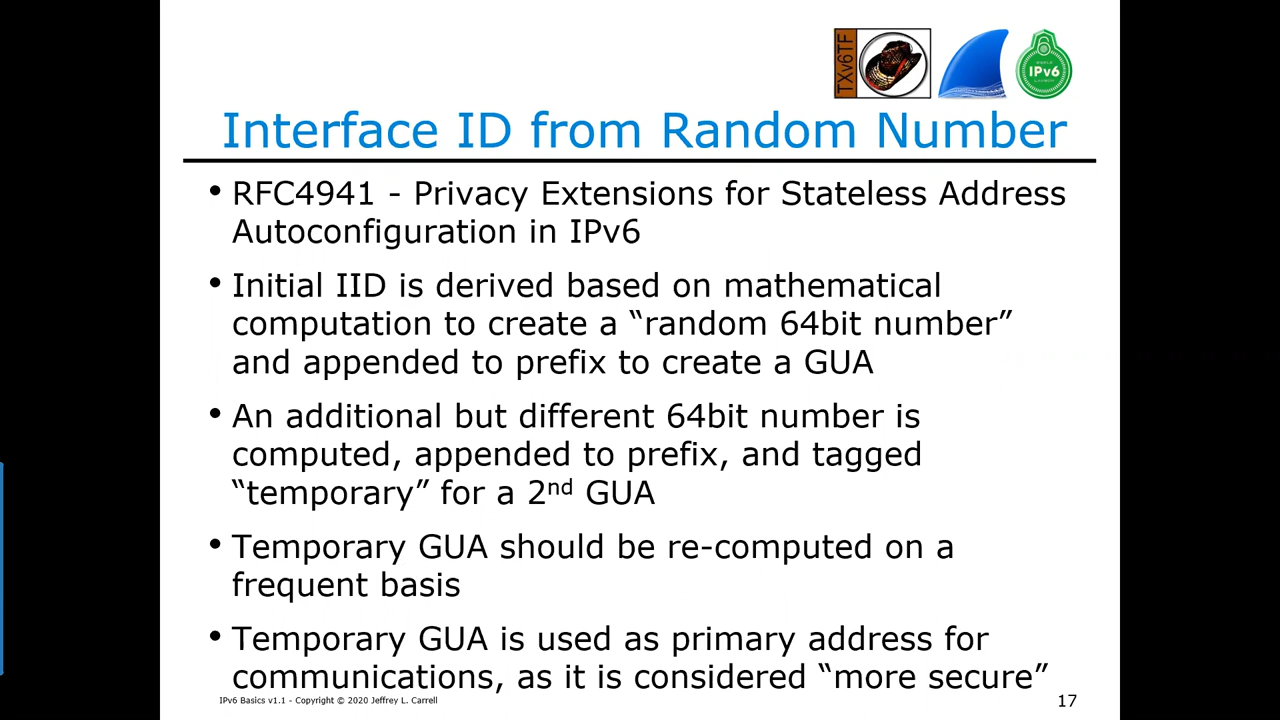 TXv6TF
WORLD
IPv6
LAUNCH
Interface ID from Random Number
• RFC4941 - Privacy Extensions for Stateless Address
Autoconfiguration in IPv6
• Initial IID is derived based on mathematical
computation to create a “random 64bit number”
and appended to prefix to create a GUA
• An additional but different 64bit number is
computed, appended to prefix, and tagged
“temporary” for a 2nd GUA
• Temporary GUA should be re-computed on a
frequent basis
• Temporary GUA is used as primary address for
communications, as it is considered “more secure”
IPv6 Basics v1.1 - Copyright © 2020 Jeffrey L. Carrell
17